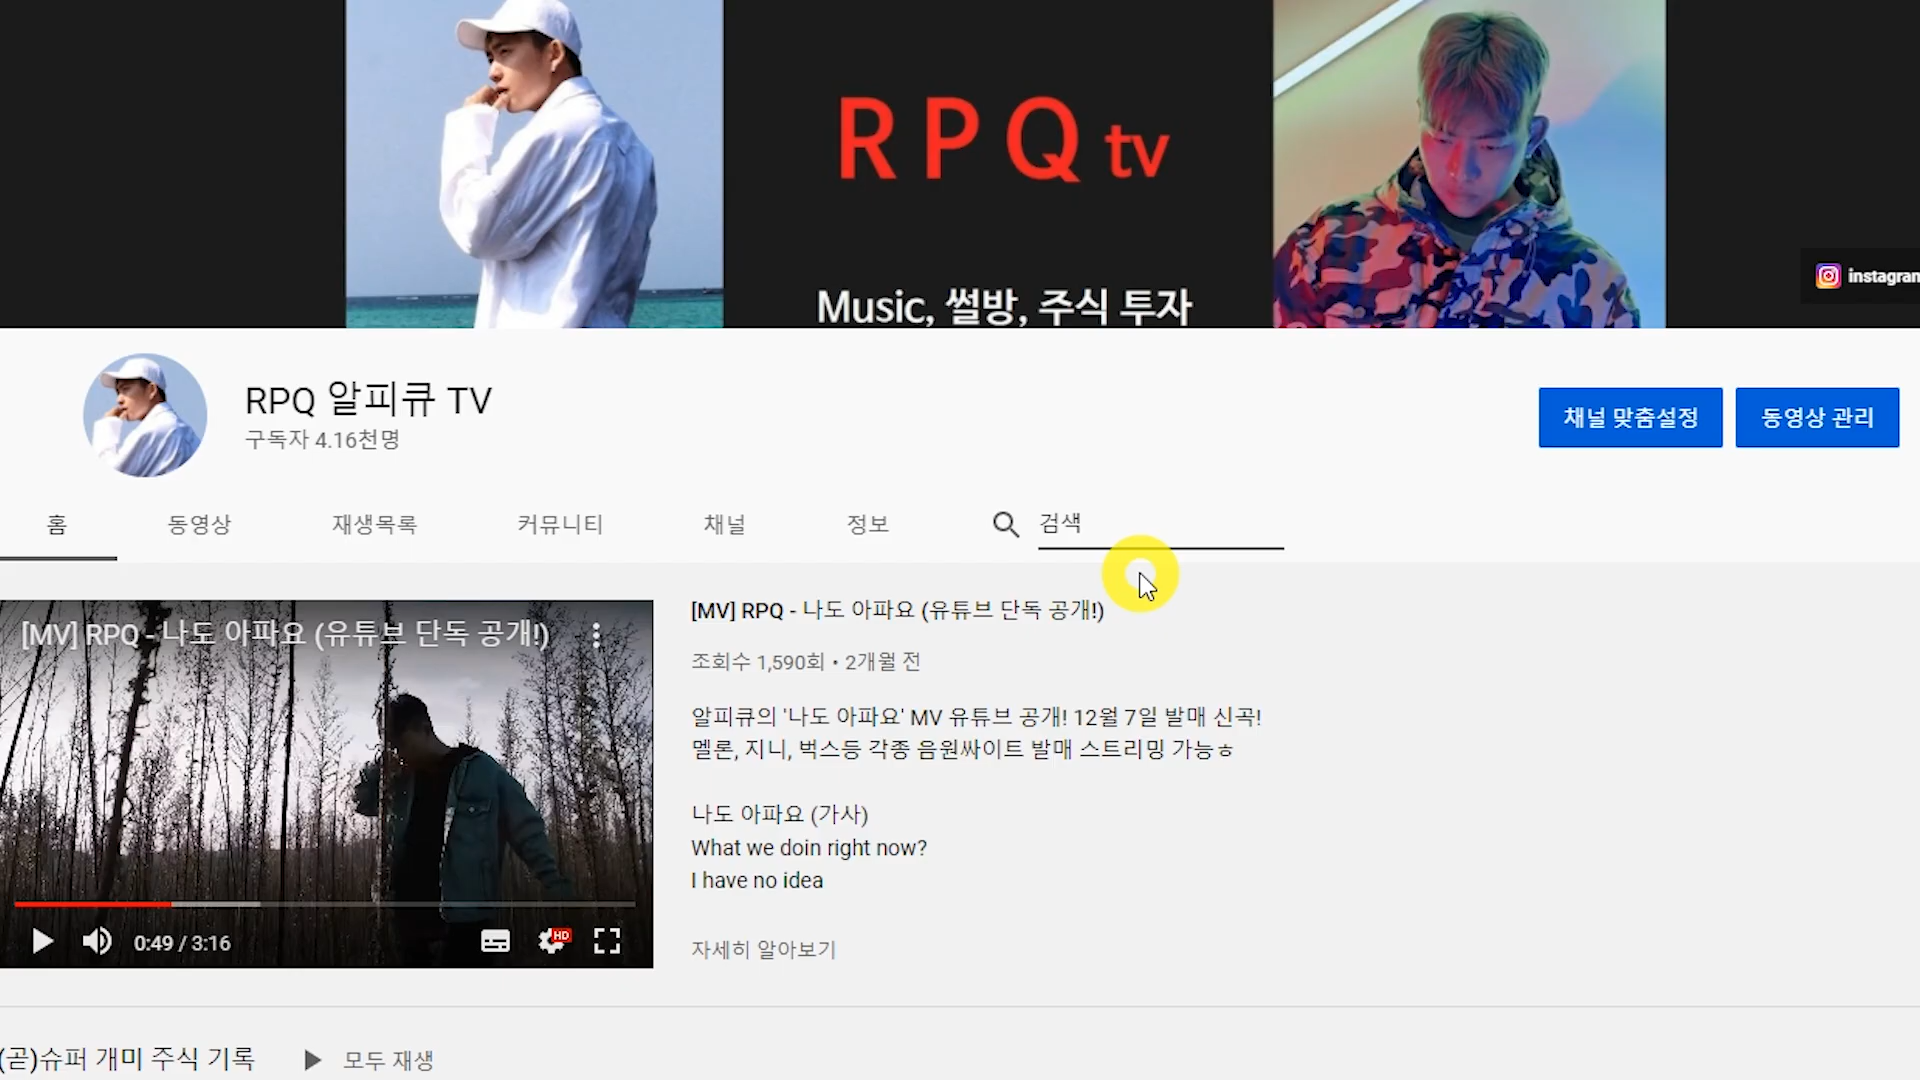 RPQ tv
Music, 썰방, 주식 투자
instagram
RPQ 알피큐 TV
구독자 4.16천명
채널 맞춤설정
동영상 관리
홈
동영상
재생목록
커뮤니티
채널
정보
검색
[MV] RPQ - 나도 아파요 (유튜브 단독 공개!)
0:49 / 3:16
HD
[MV] RPQ - 나도 아파요 (유튜브 단독 공개!)
조회수 1,590회 • 2개월 전
알피큐의 '나도 아파요' MV 유튜브 공개! 12월 7일 발매 신곡!
멜론, 지니, 벅스등 각종 음원싸이트 발매 스트리밍 가능ㅎ
나도 아파요 (가사)
What we doin right now?
I have no idea
자세히 알아보기
(곧)슈퍼 개미 주식 기록
모두 재생